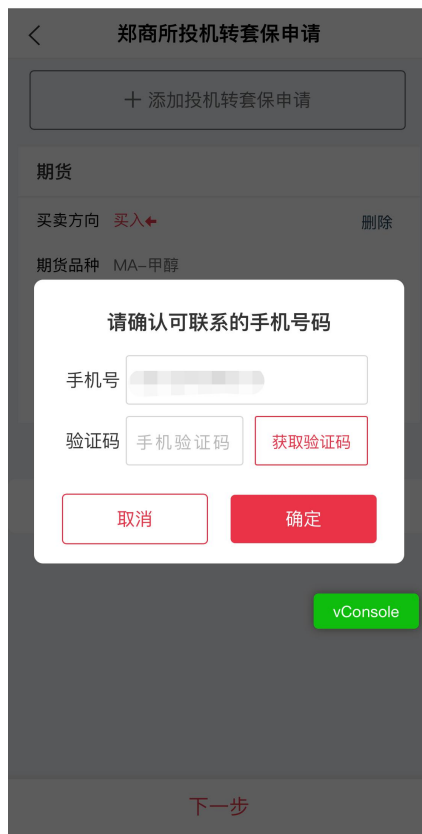 郑商所投机转套保申请
+ 添加投机转套保申请
期货
买卖方向 买入 删除
期货品种 MA-甲醇
请确认可联系的手机号码
手机号
验证码 手机验证码 获取验证码
取消 确定
vConsole
下一步